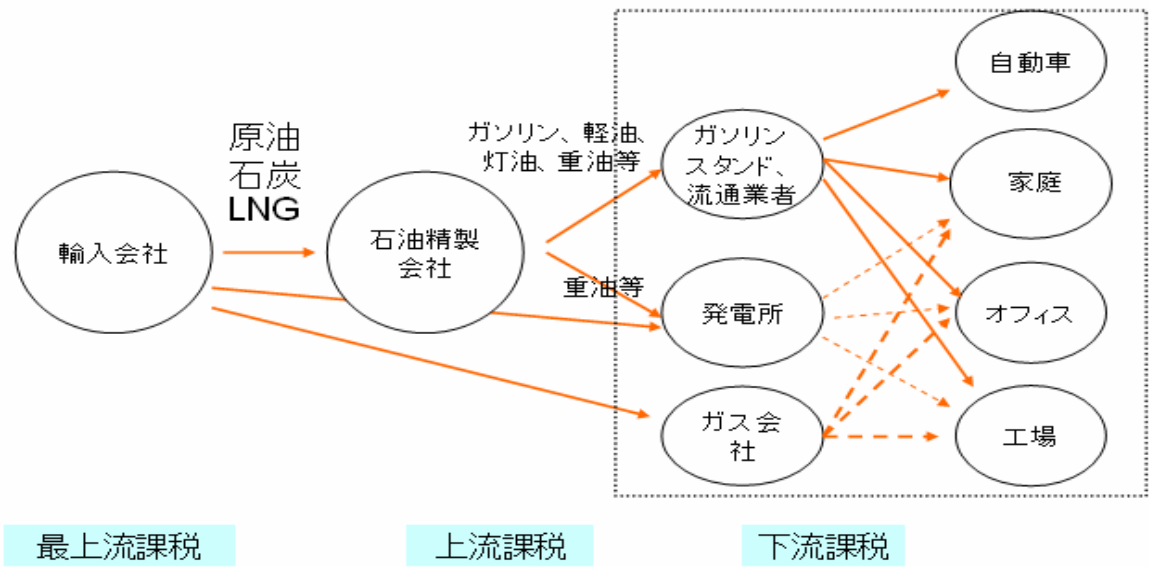 輸入会社
原油
石炭
LNG
石油精製
会社
ガソリン、軽油、
灯油、重油等
重油等
ガソリン
スタンド、
流通業者
発電所
ガス会
社
自動車
家庭
オフィス
工場
最上流課税
上流課税
下流課税